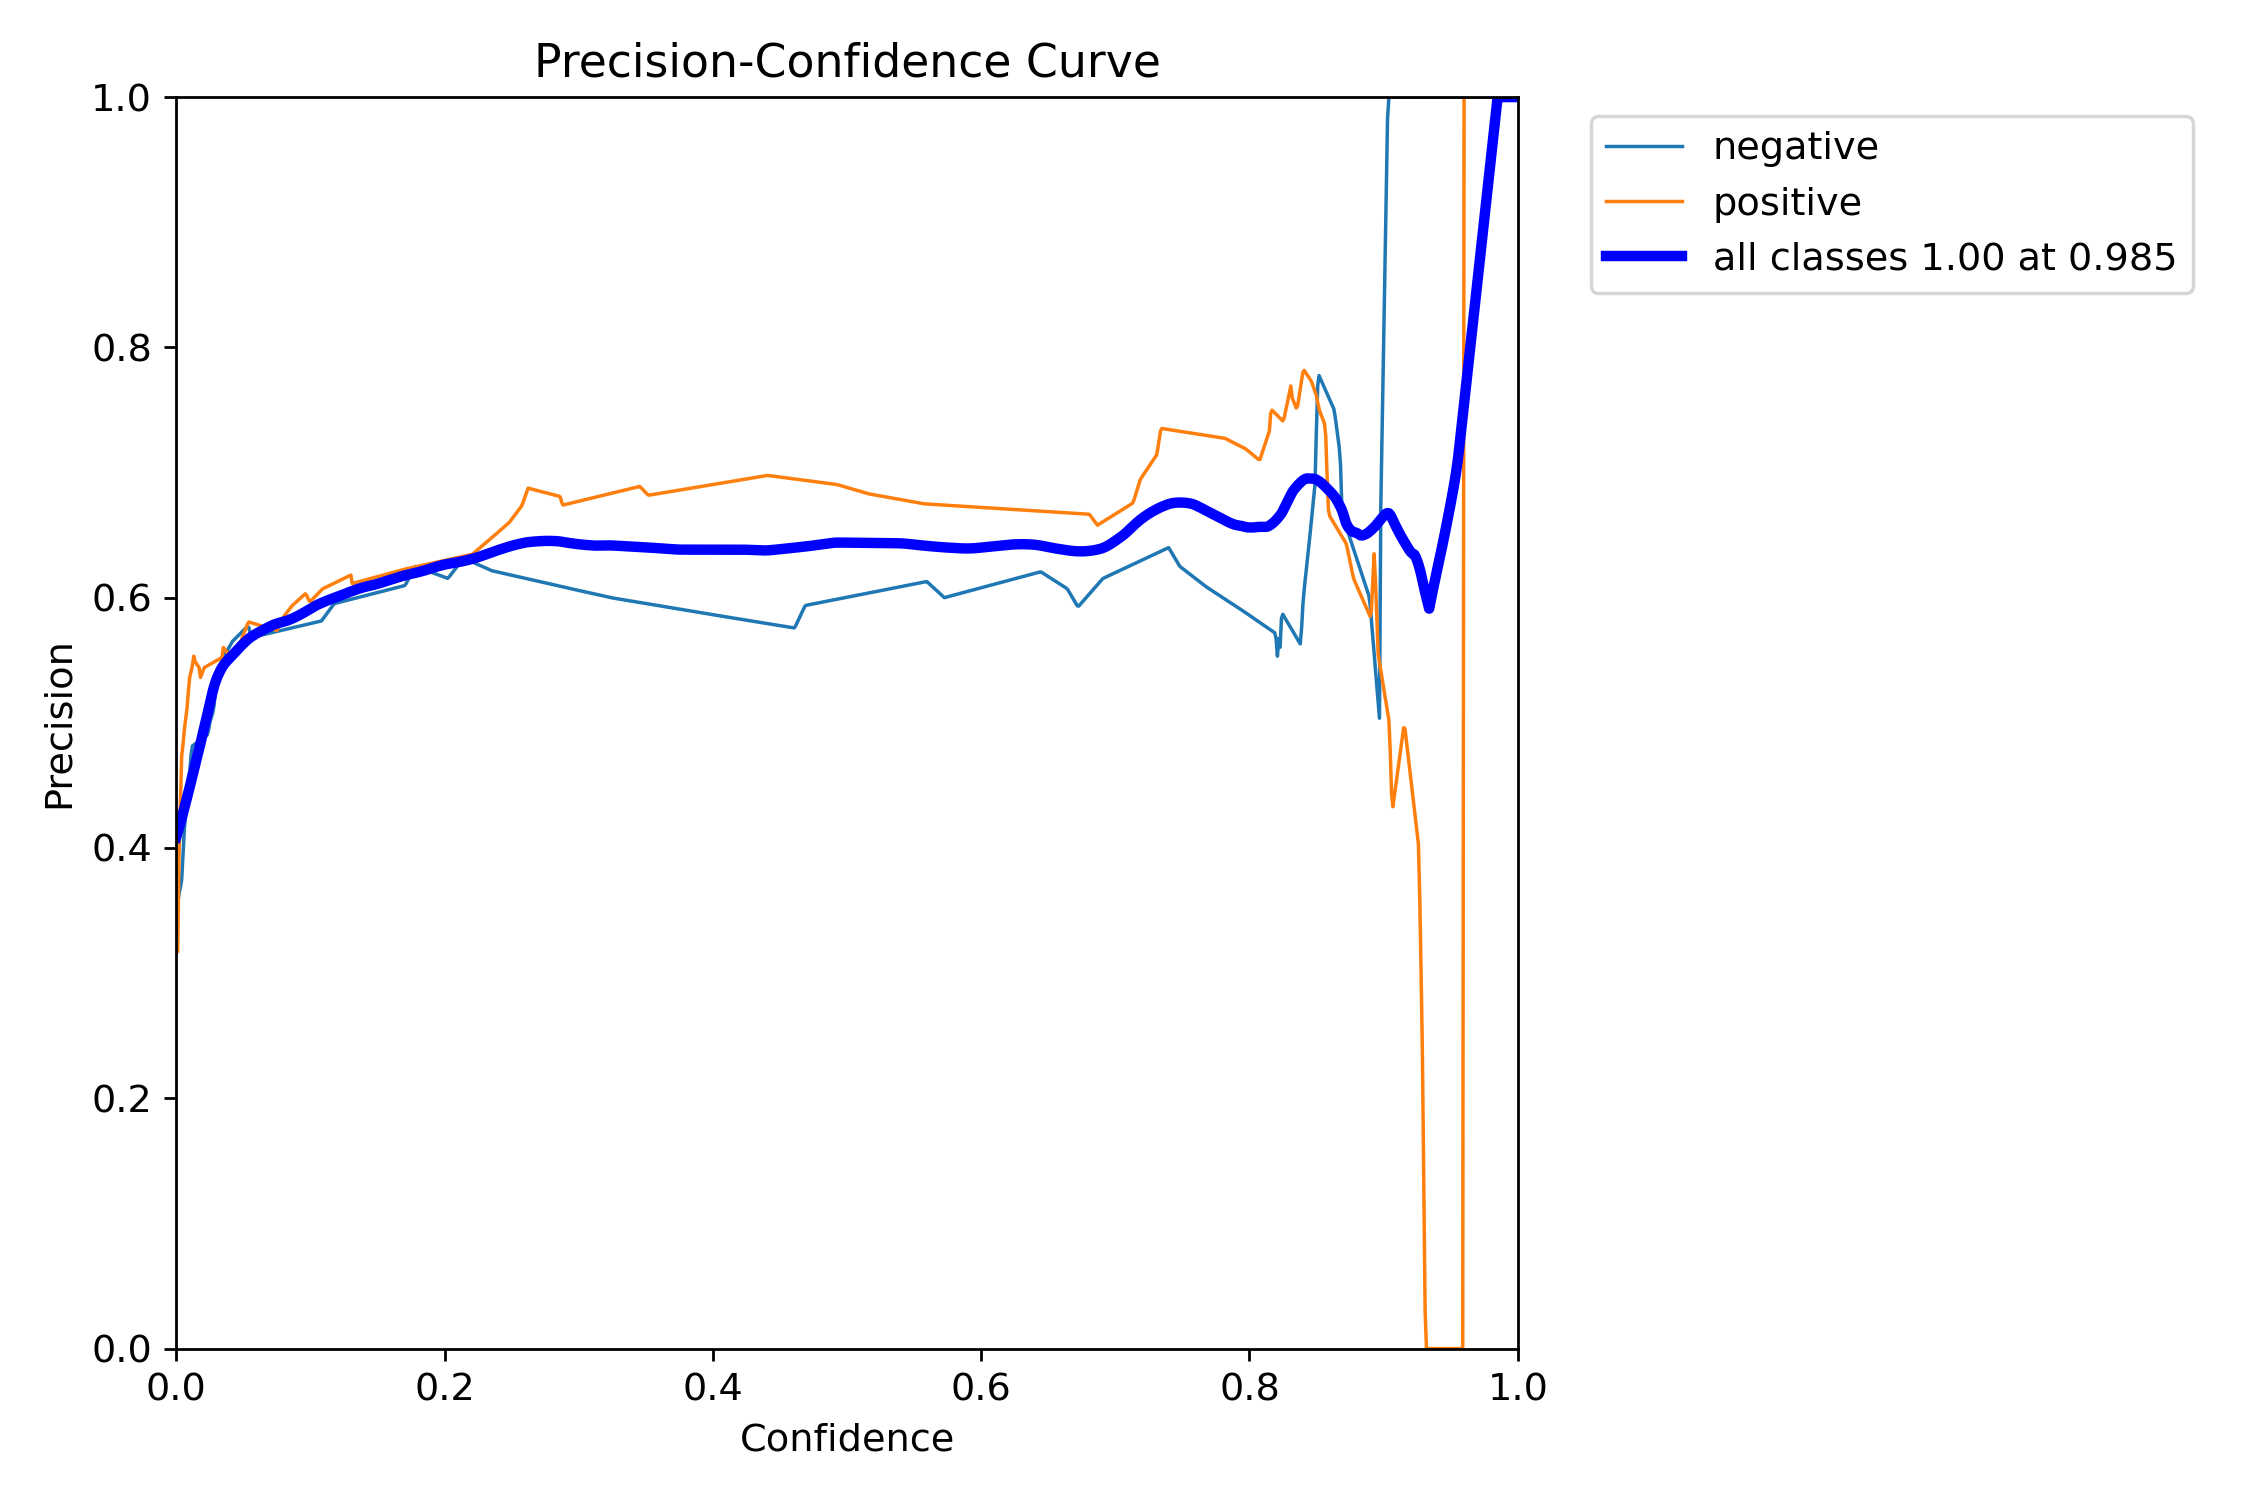 Precision-Confidence Curve
1.0
0.8
0.6
0.4
0.2
0.0
Precision
0.0 0.2 0.4 0.6 0.8 1.0
Confidence
negative
positive
all classes 1.00 at 0.985